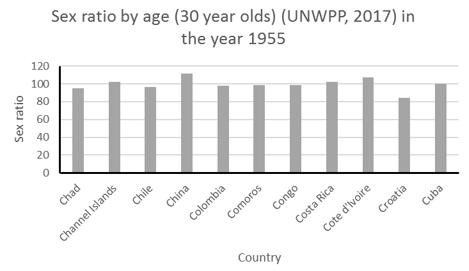 Sex ratio by age (30 year olds) (UNWPP, 2017) in
the year 1955
120
100
80
60
40
20
0
Sex ratio
Chad
Channel Islands
Chile
China
Colombia
Comoros
Congo
Costa Rica
Cote d'Ivoire
Croatia
Cuba
Country